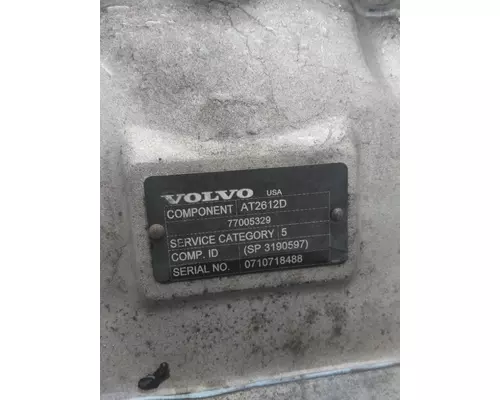 VOLVO USA
COMPONENT AT2612D
77005329
SERVICE CATEGORY 5
COMP. ID (SP 3190597)
SERIAL NO. 0710718488